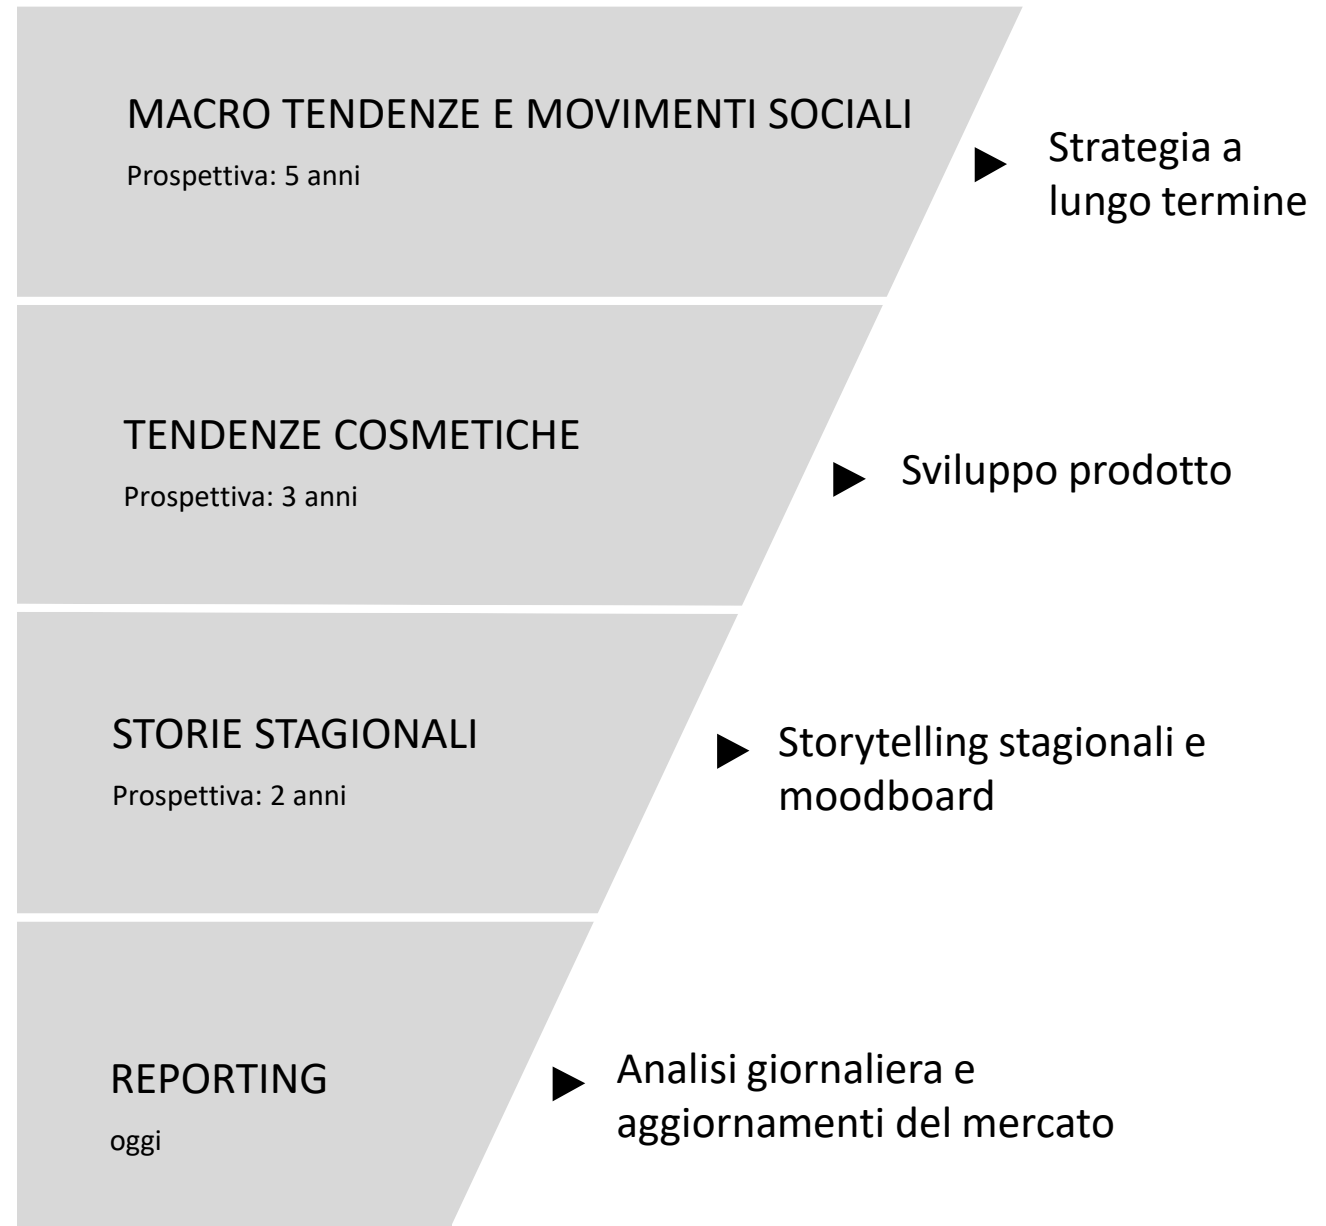 MACRO TENDENZE E MOVIMENTI SOCIALI
Prospettiva: 5 anni
Strategia a
lungo termine
TENDENZE COSMETICHE
Prospettiva: 3 anni
Sviluppo prodotto
STORIE STAGIONALI
Prospettiva: 2 anni
Storytelling stagionali e
moodboard
REPORTING
oggi
Analisi giornaliera e
aggiornamenti del mercato